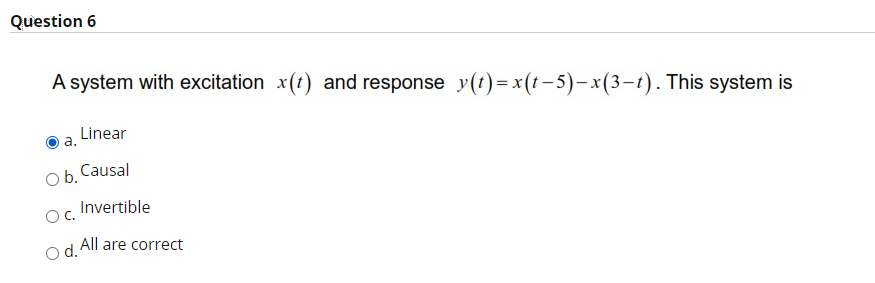 Question 6
A system with excitation x(t) and response y(t)=x(t−5)−x(3−t). This system is
a. Linear
b. Causal
c. Invertible
d. All are correct